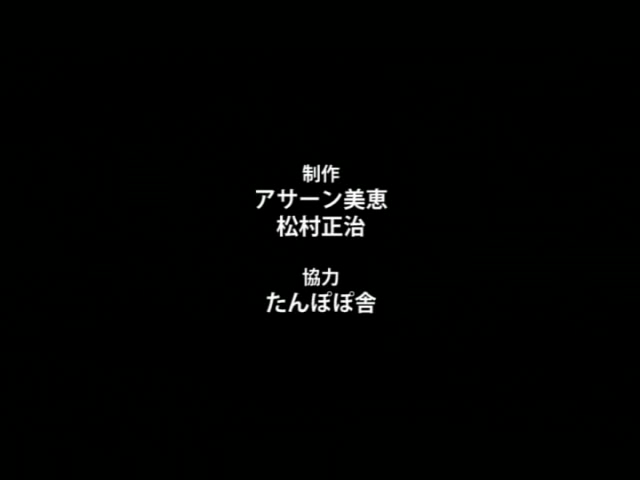 制作
アサーン美恵
松村正治
協力
たんぽぽ舎